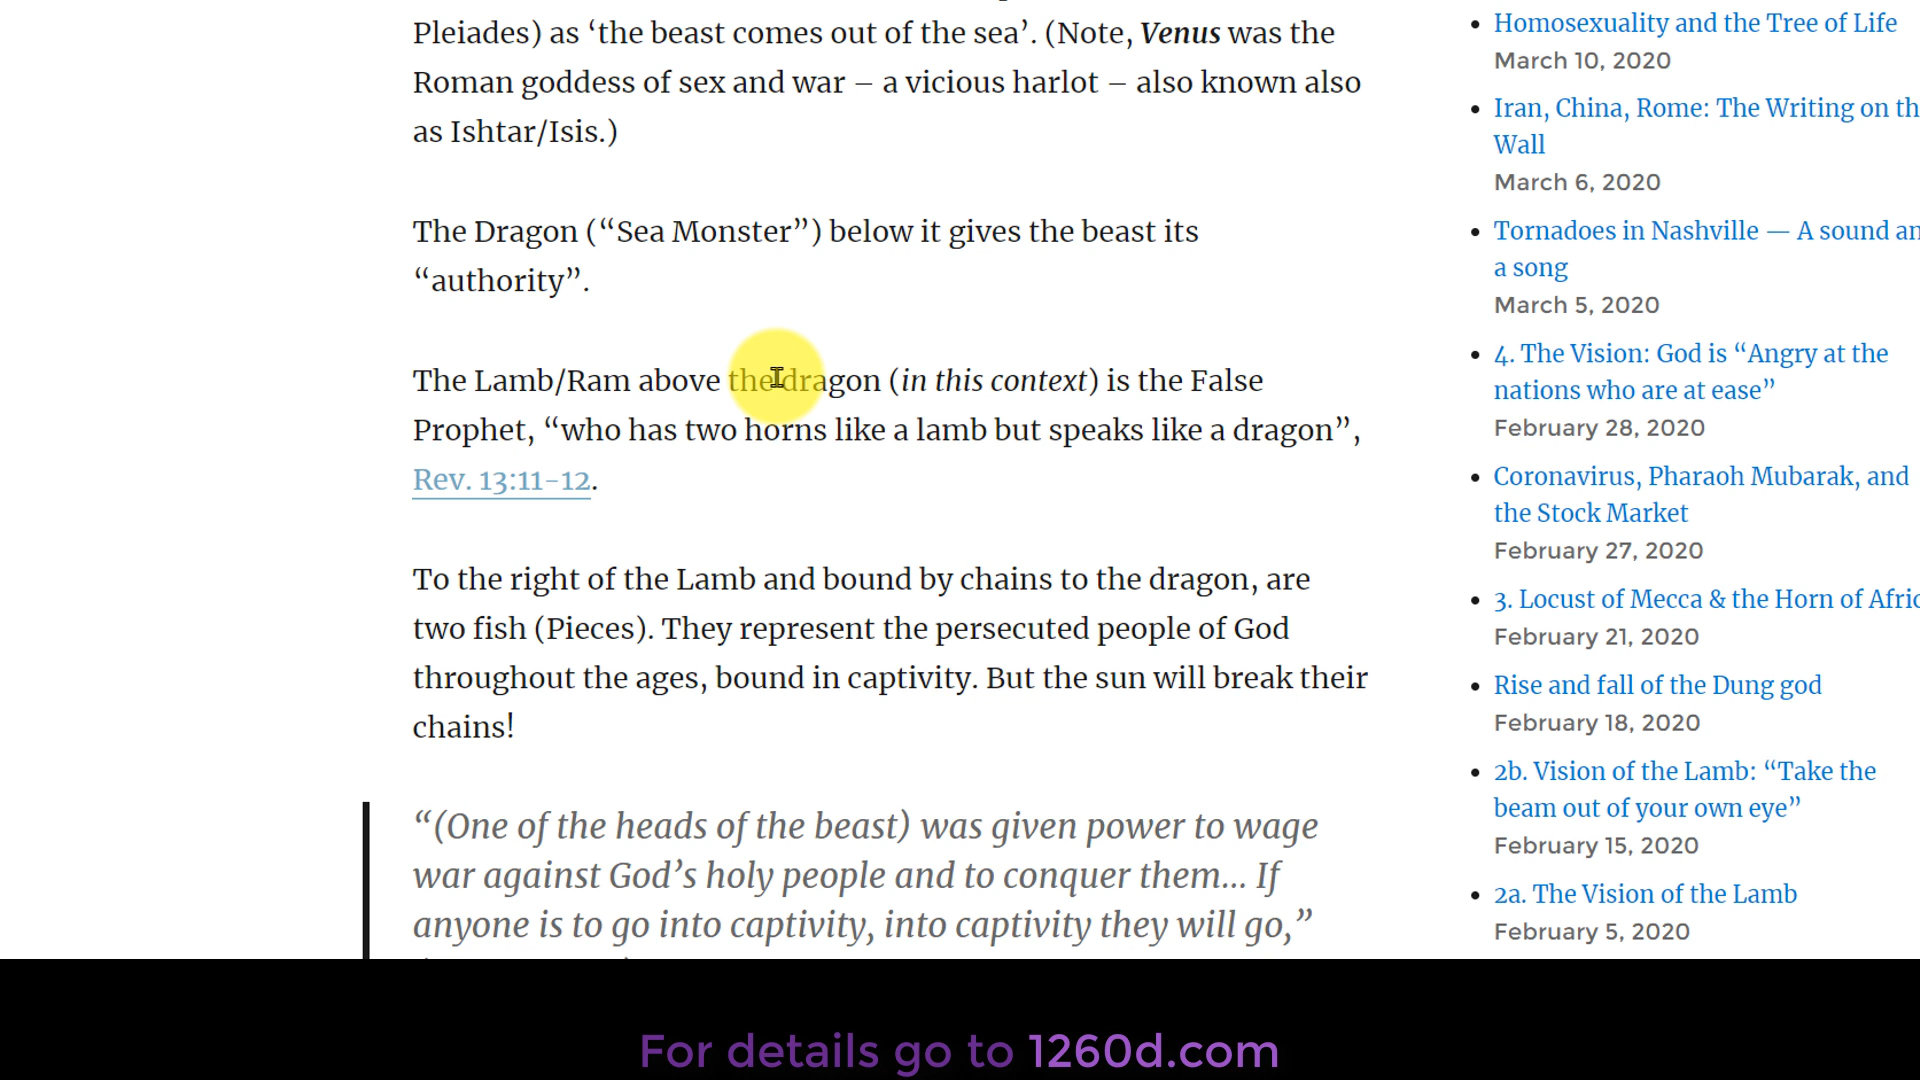 Pleiades) as ‘the beast comes out of the sea’. (Note, Venus was the
Roman goddess of sex and war – a vicious harlot – also known also
as Ishtar/Isis.)
The Dragon (“Sea Monster”) below it gives the beast its
“authority”.
The Lamb/Ram above the dragon (in this context) is the False
Prophet, “who has two horns like a lamb but speaks like a dragon”,
Rev. 13:11-12.
To the right of the Lamb and bound by chains to the dragon, are
two fish (Pieces). They represent the persecuted people of God
throughout the ages, bound in captivity. But the sun will break their
chains!
“(One of the heads of the beast) was given power to wage
war against God’s holy people and to conquer them... If
anyone is to go into captivity, into captivity they will go,”
Homosexuality and the Tree of Life
March 10, 2020
Iran, China, Rome: The Writing on th
Wall
March 6, 2020
Tornadoes in Nashville — A sound an
a song
March 5, 2020
4. The Vision: God is “Angry at the
nations who are at ease”
February 28, 2020
Coronavirus, Pharaoh Mubarak, and
the Stock Market
February 27, 2020
3. Locust of Mecca & the Horn of Afric
February 21, 2020
Rise and fall of the Dung god
February 18, 2020
2b. Vision of the Lamb: “Take the
beam out of your own eye”
February 15, 2020
2a. The Vision of the Lamb
February 5, 2020
For details go to 1260d.com